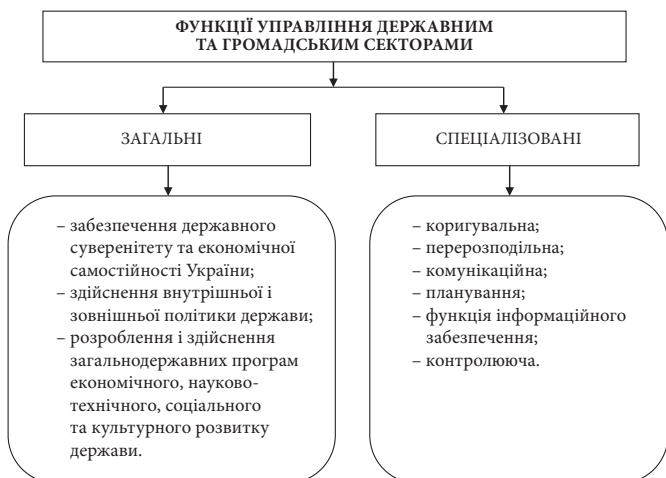 ФУНКЦІЇ УПРАВЛІННЯ ДЕРЖАВНИМ
ТА ГРОМАДСЬКИМ СЕКТОРАМИ
ЗАГАЛЬНІ
– забезпечення державного
суверенітету та економічної
самостійності України;
– здійснення внутрішньої і
зовнішньої політики держави;
– розроблення і здійснення
загальнодержавних програм
економічного, науково-
технічного, соціального
та культурного розвитку
держави.
СПЕЦІАЛІЗОВАНІ
– коригувальна;
– перерозподільна;
– комунікаційна;
– планування;
– функція інформаційного
забезпечення;
– контролююча.